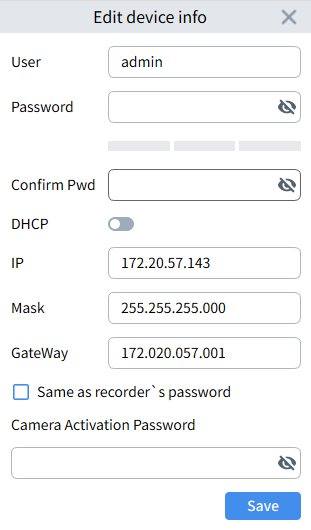 Edit device info
User admin
Password
Confirm Pwd
DHCP
IP 172.20.57.143
Mask 255.255.255.000
GateWay 172.020.057.001
Same as recorder`s password
Camera Activation Password
Save